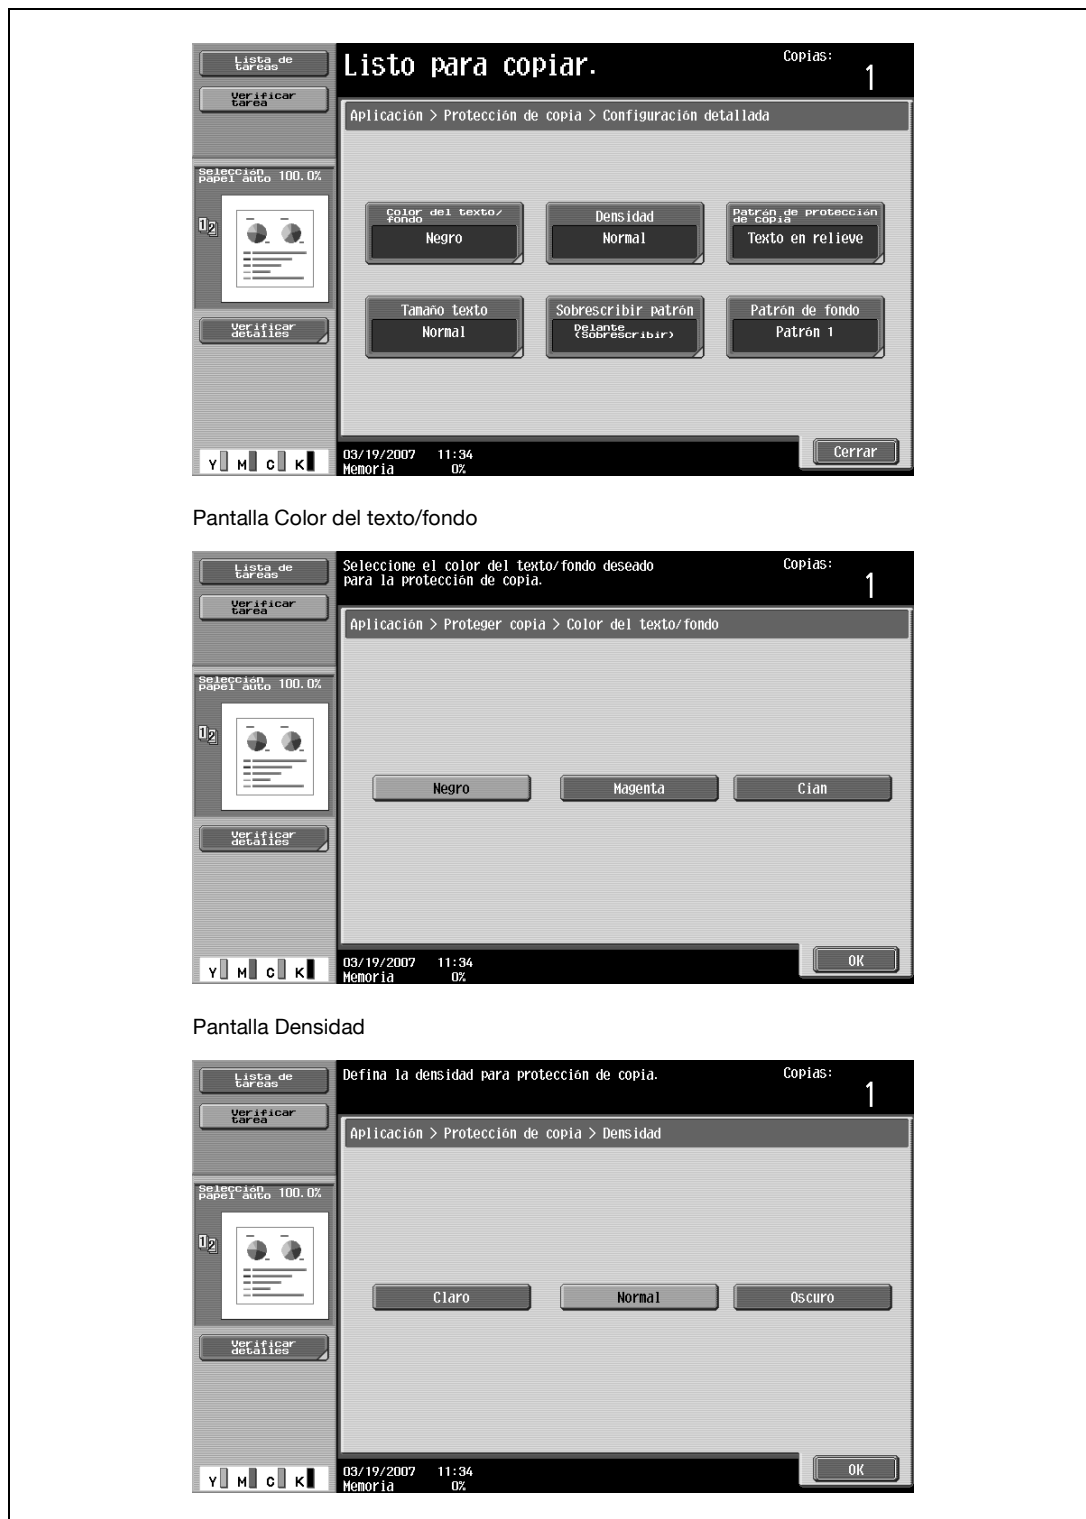 Lista de
tareas
Verificar
tarea
Listo para copiar.
Copias:
1
Aplicación > Protección de copia > Configuración detallada
Selección
papel auto 100.0%
12
Color del texto/
fondo
Negro
Densidad
Normal
Patrón de protección
de copia
Texto en relieve
Tamaño texto
Normal
Sobrescribir patrón
Delante
(Sobrescribir)
Patrón de fondo
Patrón 1
Verificar
detalles
Y M C K
03/19/2007 11:34
Memoria 0%
Cerrar
Pantalla Color del texto/fondo
Lista de
tareas
Verificar
tarea
Seleccione el color del texto/fondo deseado
para la protección de copia.
Copias:
1
Aplicación > Proteger copia > Color del texto/fondo
Selección
papel auto 100.0%
12
Negro
Magenta
Cian
Verificar
detalles
Y M C K
03/19/2007 11:34
Memoria 0%
OK
Pantalla Densidad
Lista de
tareas
Verificar
tarea
Defina la densidad para protección de copia.
Copias:
1
Aplicación > Protección de copia > Densidad
Selección
papel auto 100.0%
12
Claro
Normal
Oscuro
Verificar
detalles
Y M C K
03/19/2007 11:34
Memoria 0%
OK